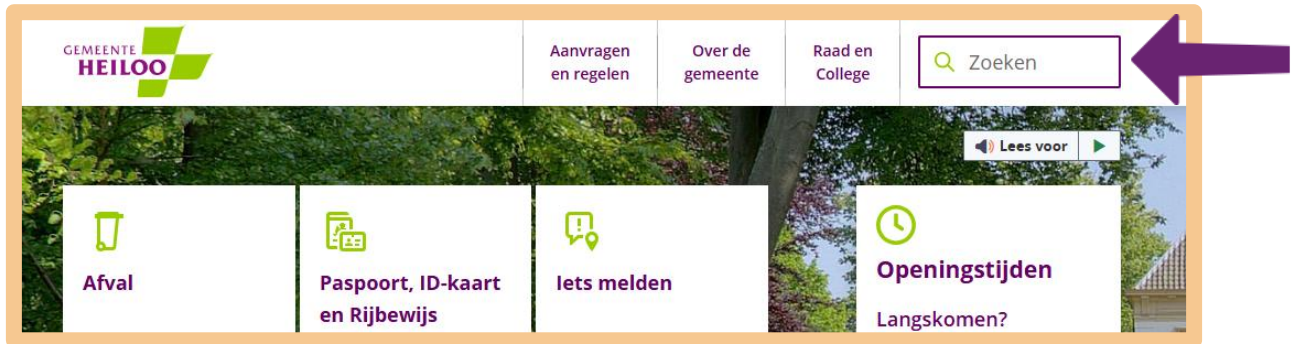 GEMEENTE
HEILOO
Aanvragen
en regelen
Over de
gemeente
Raad en
College
Zoeken
Lees voor
Afval
Paspoort, ID-kaart
en Rijbewijs
Iets melden
Openingstijden
Langskomen?